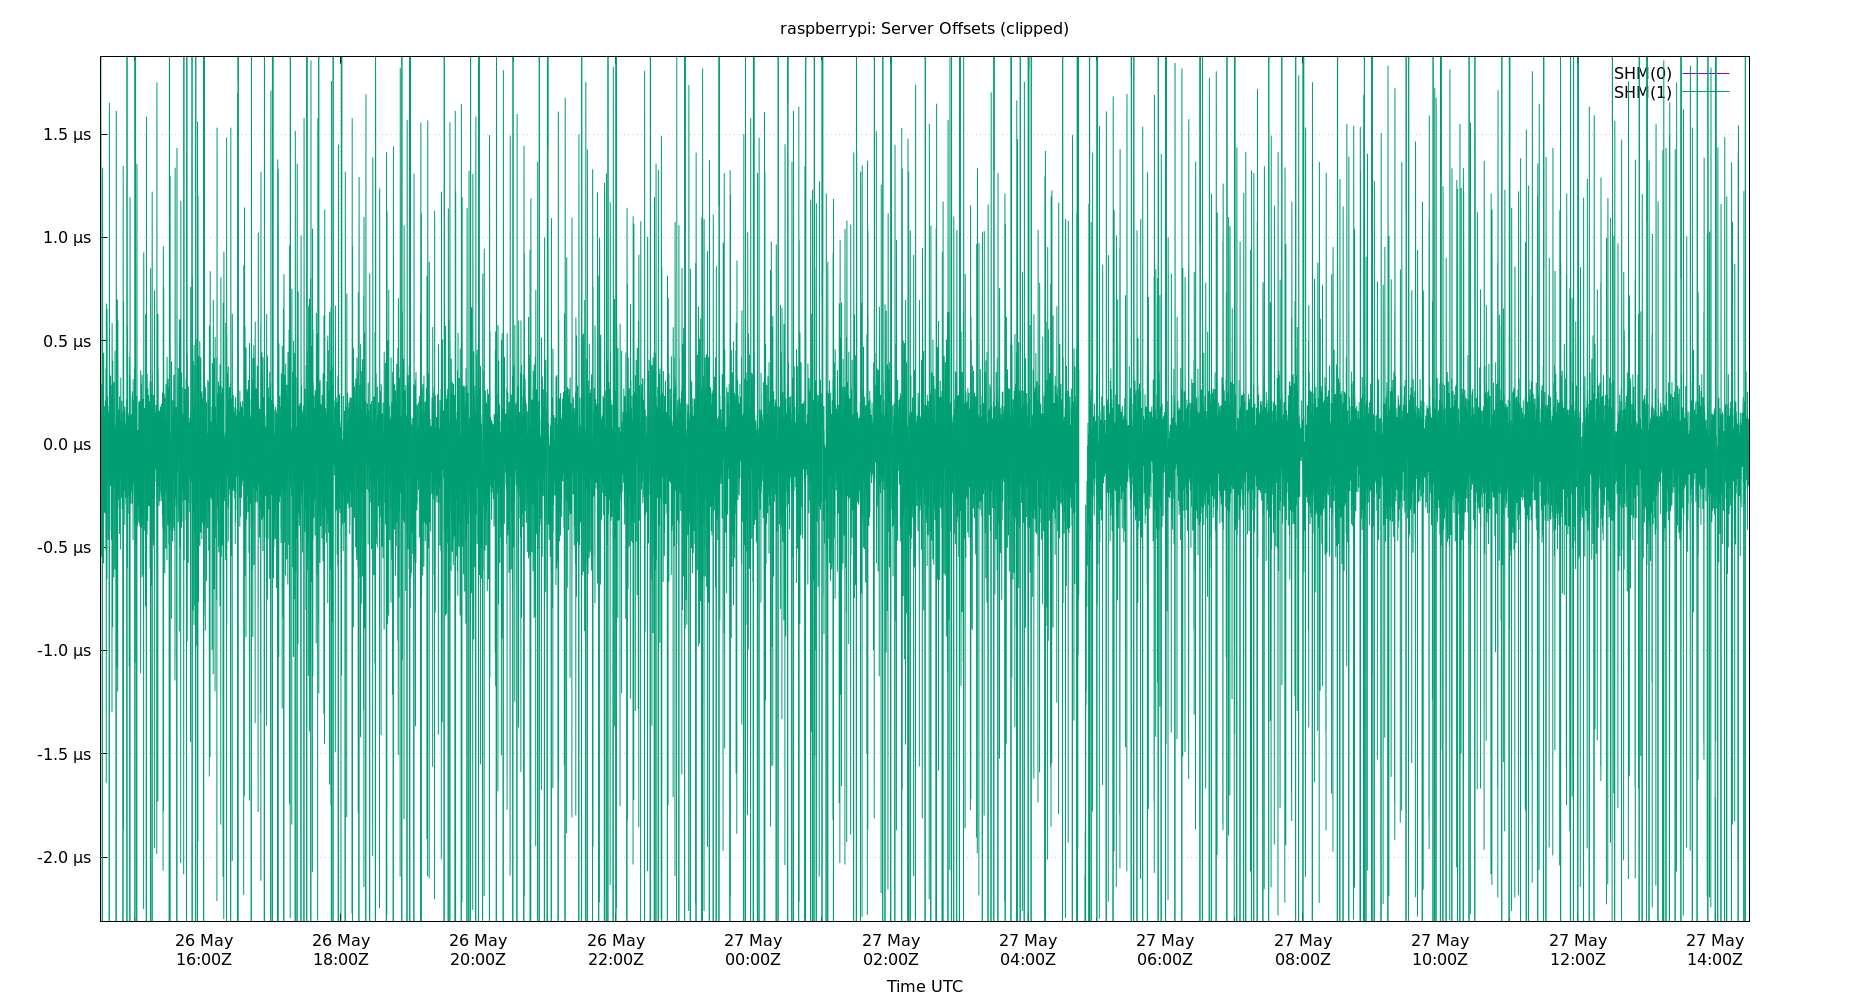 raspberrypi: Server Offsets (clipped)
SHM(0)
SHM(1)
1.5 µs
1.0 µs
0.5 µs
0.0 µs
-0.5 µs
-1.0 µs
-1.5 µs
-2.0 µs
26 May 26 May 26 May 26 May 27 May 27 May 27 May 27 May 27 May 27 May 27 May 27 May
16:00Z 18:00Z 20:00Z 22:00Z 00:00Z 02:00Z 04:00Z 06:00Z 08:00Z 10:00Z 12:00Z 14:00Z
Time UTC